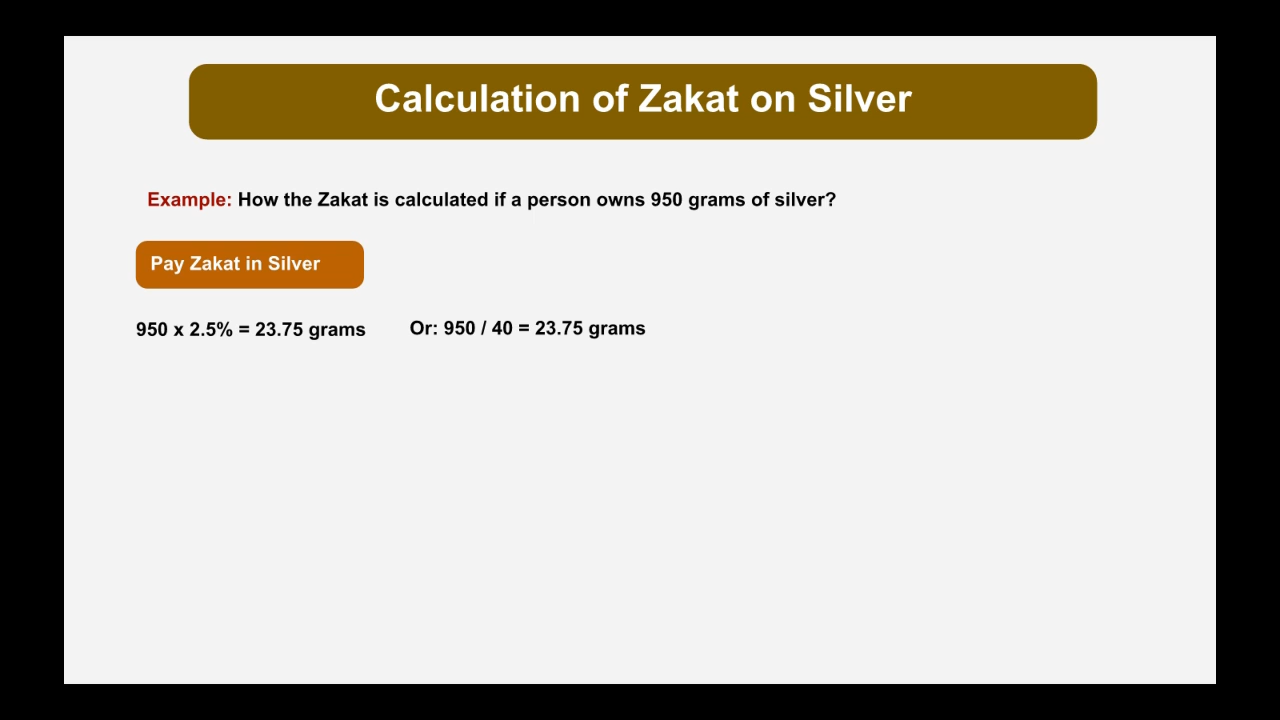 Calculation of Zakat on Silver
Example: How the Zakat is calculated if a person owns 950 grams of silver?
Pay Zakat in Silver
950 x 2.5% = 23.75 grams
Or: 950 / 40 = 23.75 grams